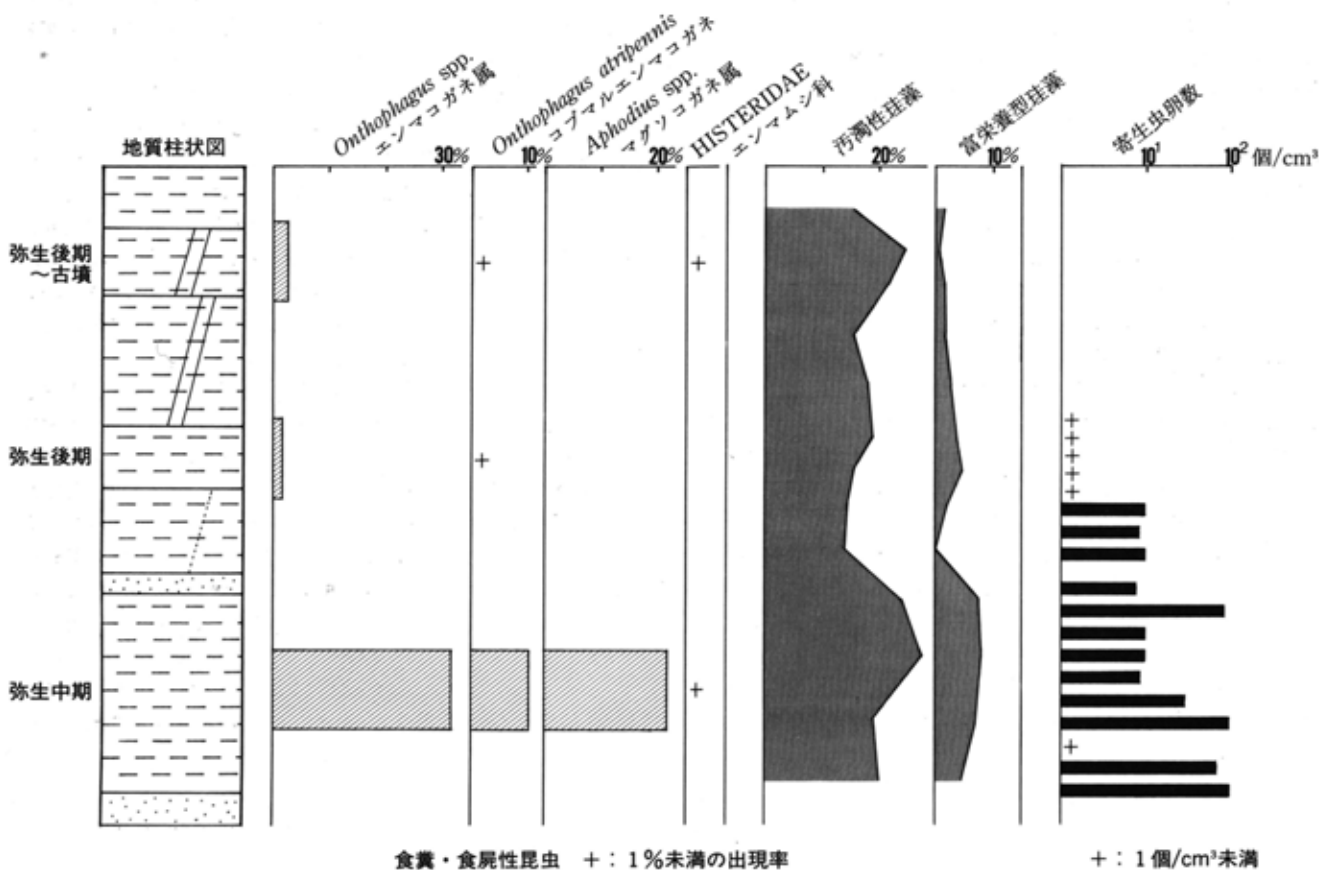 地質柱状図
Onthophagus spp.
エンマコガネ属
Onthophagus atripennis
コブマルエンマコガネ
Aphodius spp.
マグソコガネ属
HISTERIDAE
エンマムシ科
汚濁性珪藻
富栄養型珪藻
寄生虫卵数
30%
10%
20%
20%
10%
10¹
10² 個/cm³
弥生後期
～古墳
+
+
弥生後期
+
+
+
+
+
+
弥生中期
+
+
食糞・食屍性昆虫 +：1％未満の出現率
+：1個/cm³未満